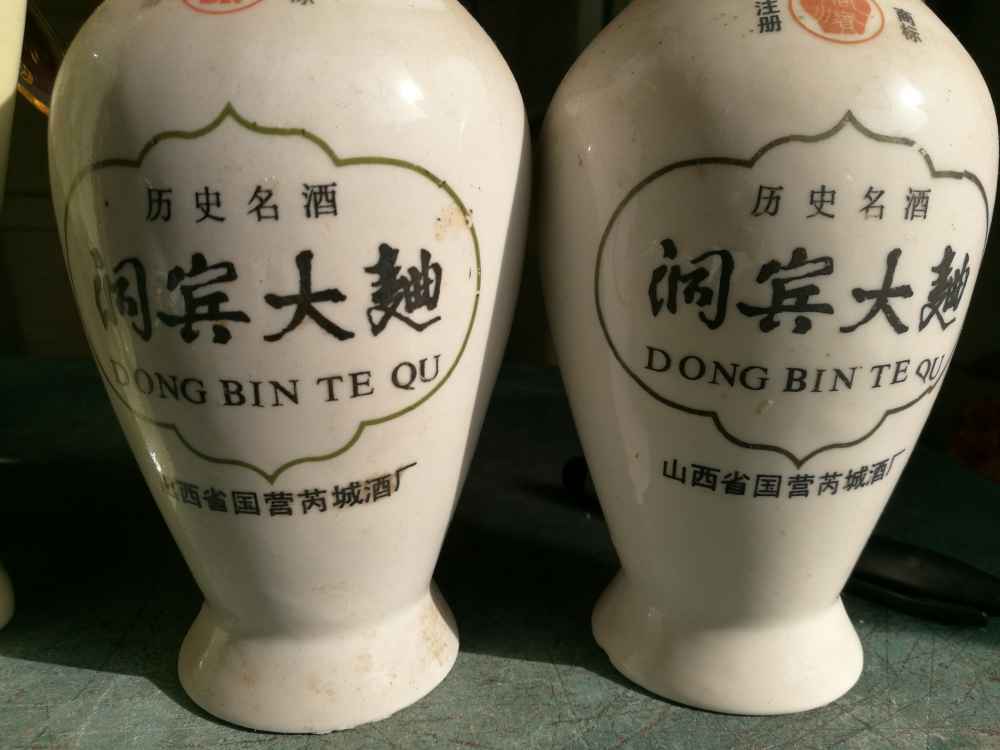 标
历史名酒
洞宾大麯
DONG BIN TE QU
山西省国营芮城酒厂
注册
商标
历史名酒
洞宾大麯
DONG BIN TE QU
山西省国营芮城酒厂